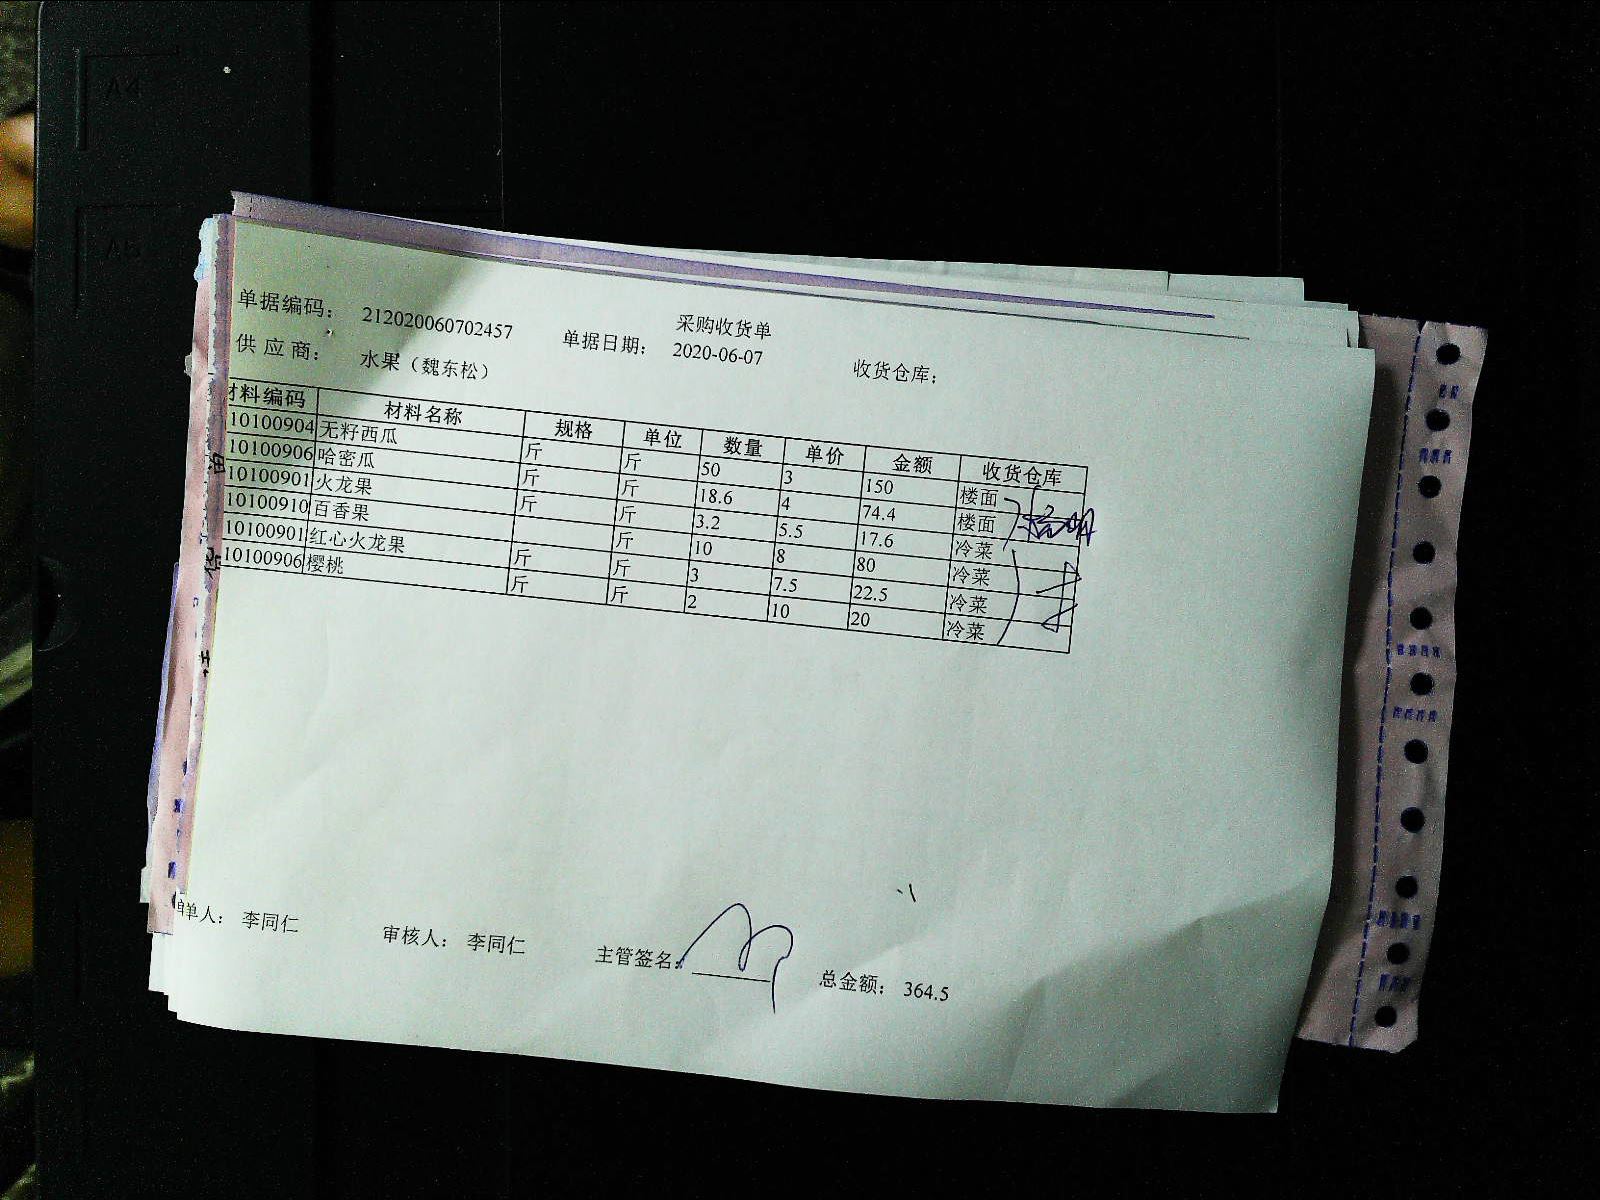 采购收货单
单据编码： 212020060702457 单据日期： 2020-06-07 收货仓库：
供 应 商： 水果（魏东松）
材料编码 材料名称 规格 单位 数量 单价 金额 收货仓库
10100904 无籽西瓜 斤 斤 50 3 150 楼面
10100906 哈密瓜 斤 斤 18.6 4 74.4 楼面
10100901 火龙果 斤 斤 3.2 5.5 17.6 冷菜
10100910 百香果 斤 10 8 80 冷菜
10100901 红心火龙果 斤 斤 3 7.5 22.5 冷菜
10100906 樱桃 斤 斤 2 10 20 冷菜
单人： 李同仁 审核人： 李同仁 主管签名： 总金额： 364.5
A4
A5